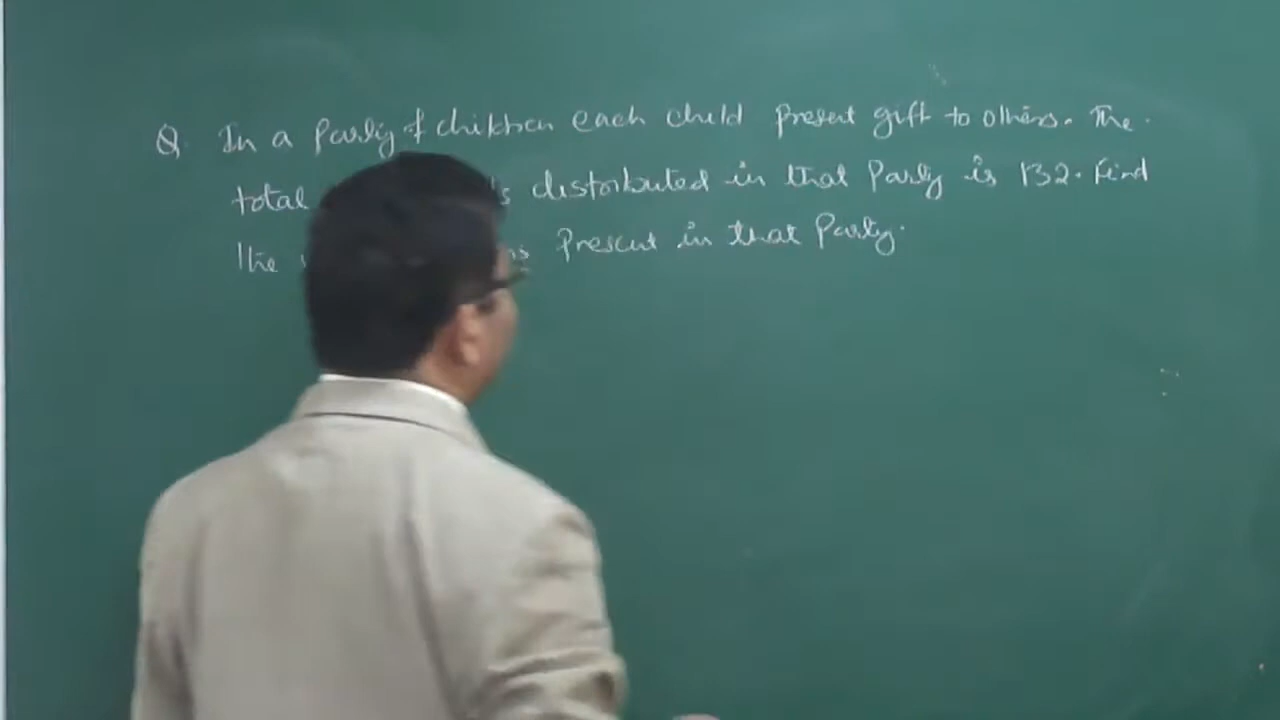 Q. In a party of children each child present gift to others. The
total distributed in that party is 132. Find
the present in that party.